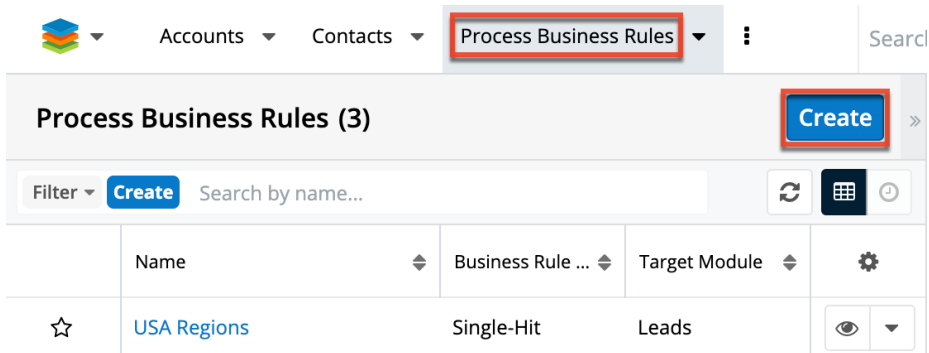 Accounts Contacts Process Business Rules
Process Business Rules (3) Create
Filter Create Search by name...
Name Business Rule ... Target Module
USA Regions Single-Hit Leads